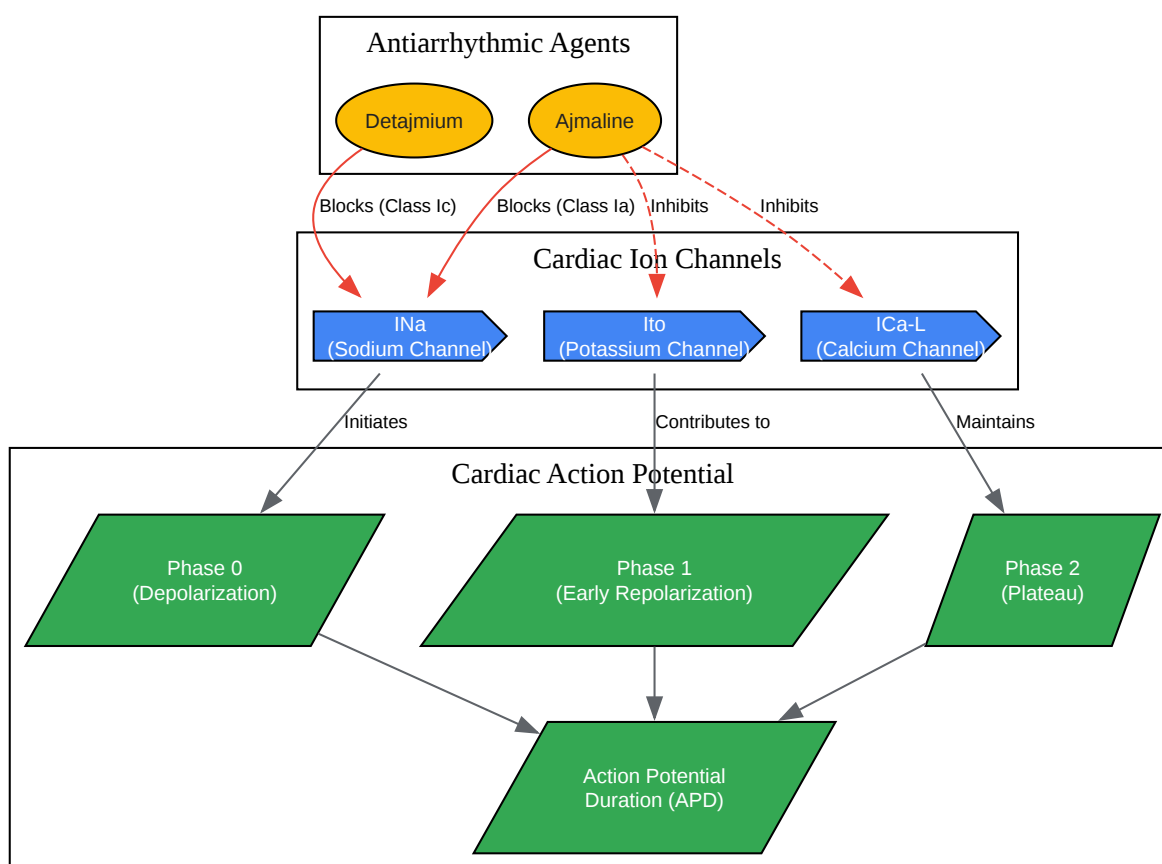 Antiarrhythmic Agents
Detajmium
Ajmaline
Blocks (Class Ic)
Blocks (Class Ia)
Inhibits
Inhibits
Cardiac Ion Channels
INa
(Sodium Channel)
Ito
(Potassium Channel)
ICa-L
(Calcium Channel)
Initiates
Contributes to
Maintains
Cardiac Action Potential
Phase 0
(Depolarization)
Phase 1
(Early Repolarization)
Phase 2
(Plateau)
Action Potential
Duration (APD)